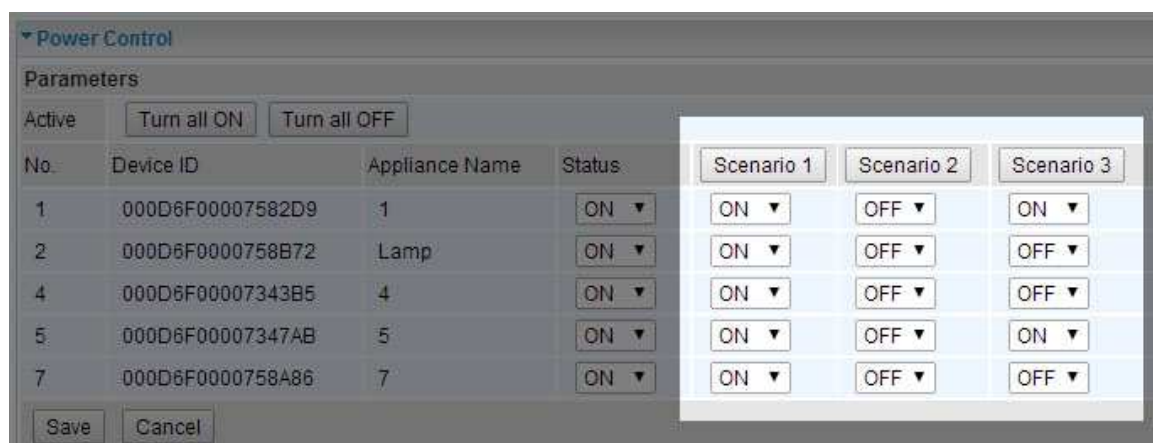 Power Control
Parameters
Active Turn all ON Turn all OFF
No. Device ID Appliance Name Status Scenario 1 Scenario 2 Scenario 3
1 000D6F00007582D9 1 ON ON OFF ON
2 000D6F0000758B72 Lamp ON ON OFF OFF
4 000D6F00007343B5 4 ON ON OFF OFF
5 000D6F00007347AB 5 ON ON OFF ON
7 000D6F0000758A86 7 ON ON OFF OFF
Save Cancel